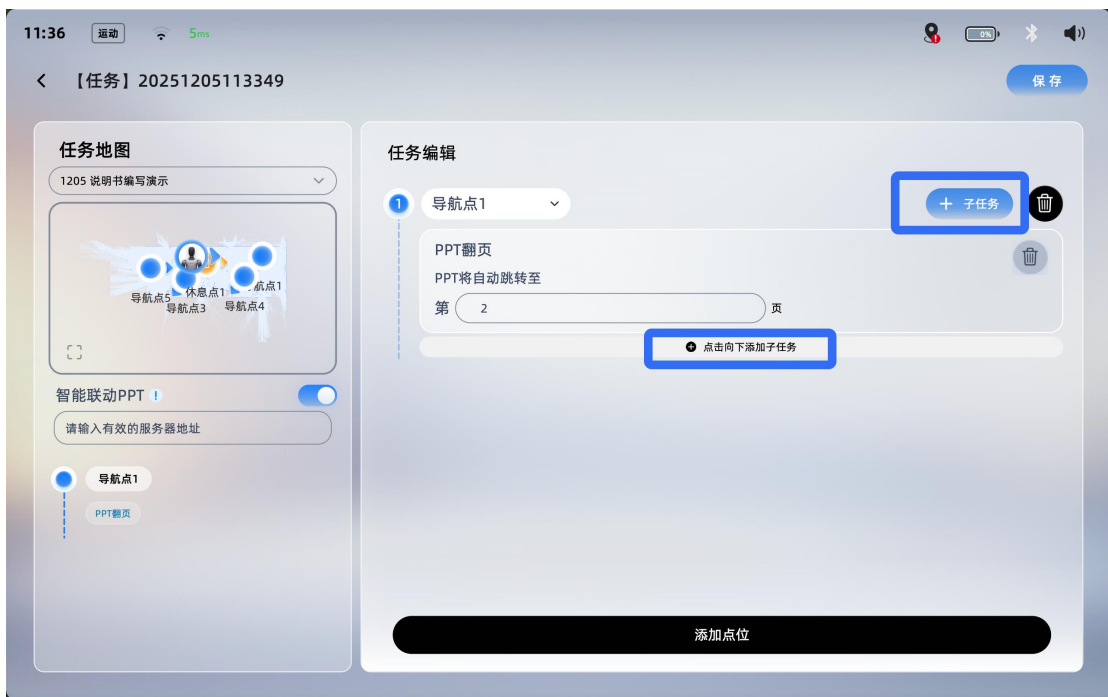 11:36 运动 5ms 0%
【任务】20251205113349
保存
任务地图
1205 说明书编写演示
导航点5
休息点1
航点1
导航点3
导航点4
智能联动PPT !
请输入有效的服务器地址
导航点1
PPT翻页
任务编辑
1 导航点1
+ 子任务
PPT翻页
PPT将自动跳转至
第 2 页
点击向下添加子任务
添加点位